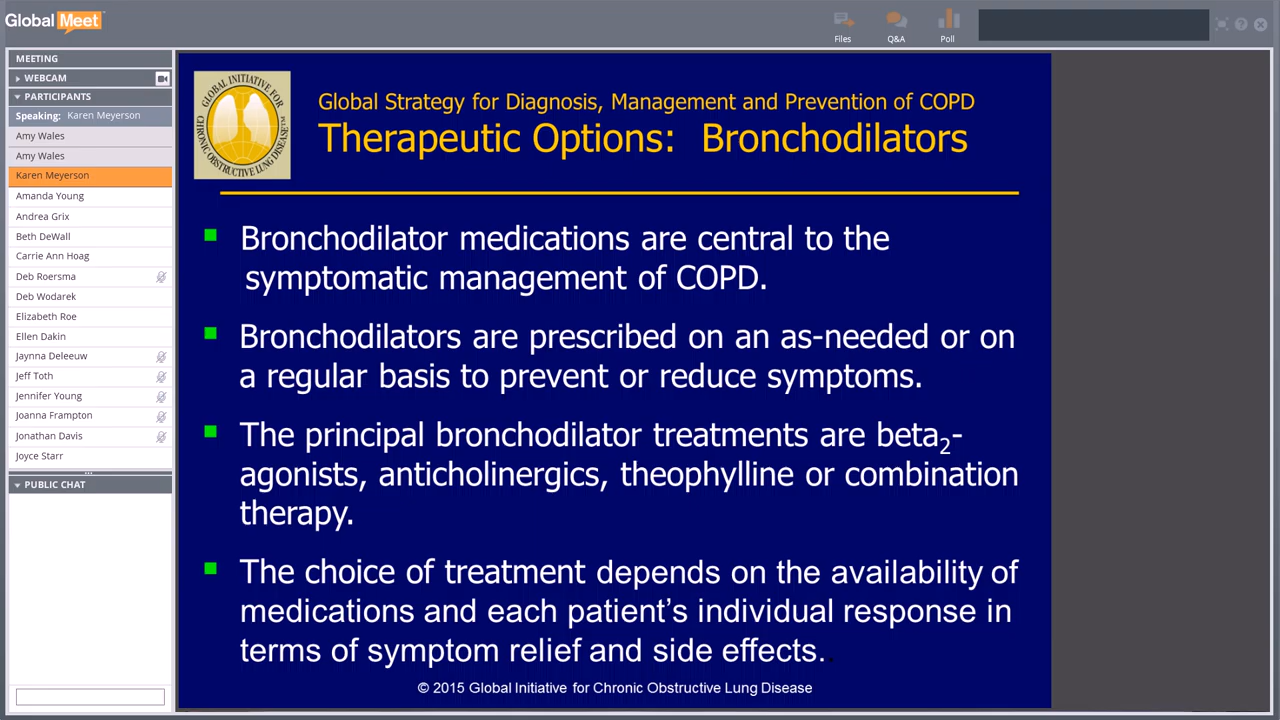 Global Meet
Files
Q&A
Poll
MEETING
WEBCAM
PARTICIPANTS
Speaking: Karen Meyerson
Amy Wales
Amy Wales
Karen Meyerson
Amanda Young
Andrea Grix
Beth DeWall
Carrie Ann Hoag
Deb Roersma
Deb Wodarek
Elizabeth Roe
Ellen Dakin
Jaynna Deleeuw
Jeff Toth
Jennifer Young
Joanna Frampton
Jonathan Davis
Joyce Starr
PUBLIC CHAT
GLOBAL INITIATIVE FOR
CHRONIC OBSTRUCTIVE LUNG DISEASE
Global Strategy for Diagnosis, Management and Prevention of COPD
Therapeutic Options: Bronchodilators
Bronchodilator medications are central to the
symptomatic management of COPD.
Bronchodilators are prescribed on an as-needed or on
a regular basis to prevent or reduce symptoms.
The principal bronchodilator treatments are beta2-
agonists, anticholinergics, theophylline or combination
therapy.
The choice of treatment depends on the availability of
medications and each patient's individual response in
terms of symptom relief and side effects..
© 2015 Global Initiative for Chronic Obstructive Lung Disease